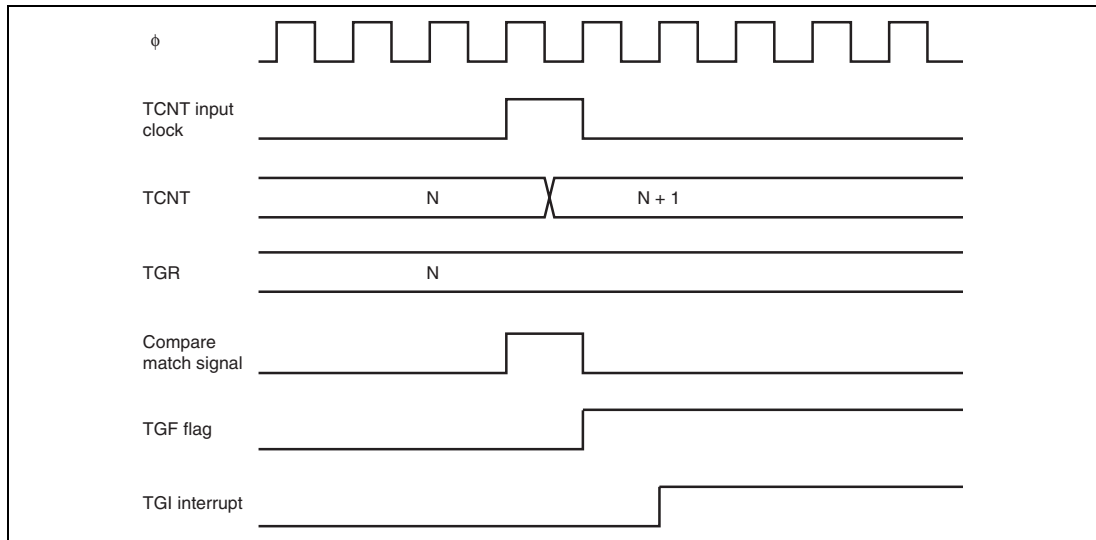 ϕ
TCNT input
clock
TCNT
N
N + 1
TGR
N
Compare
match signal
TGF flag
TGI interrupt